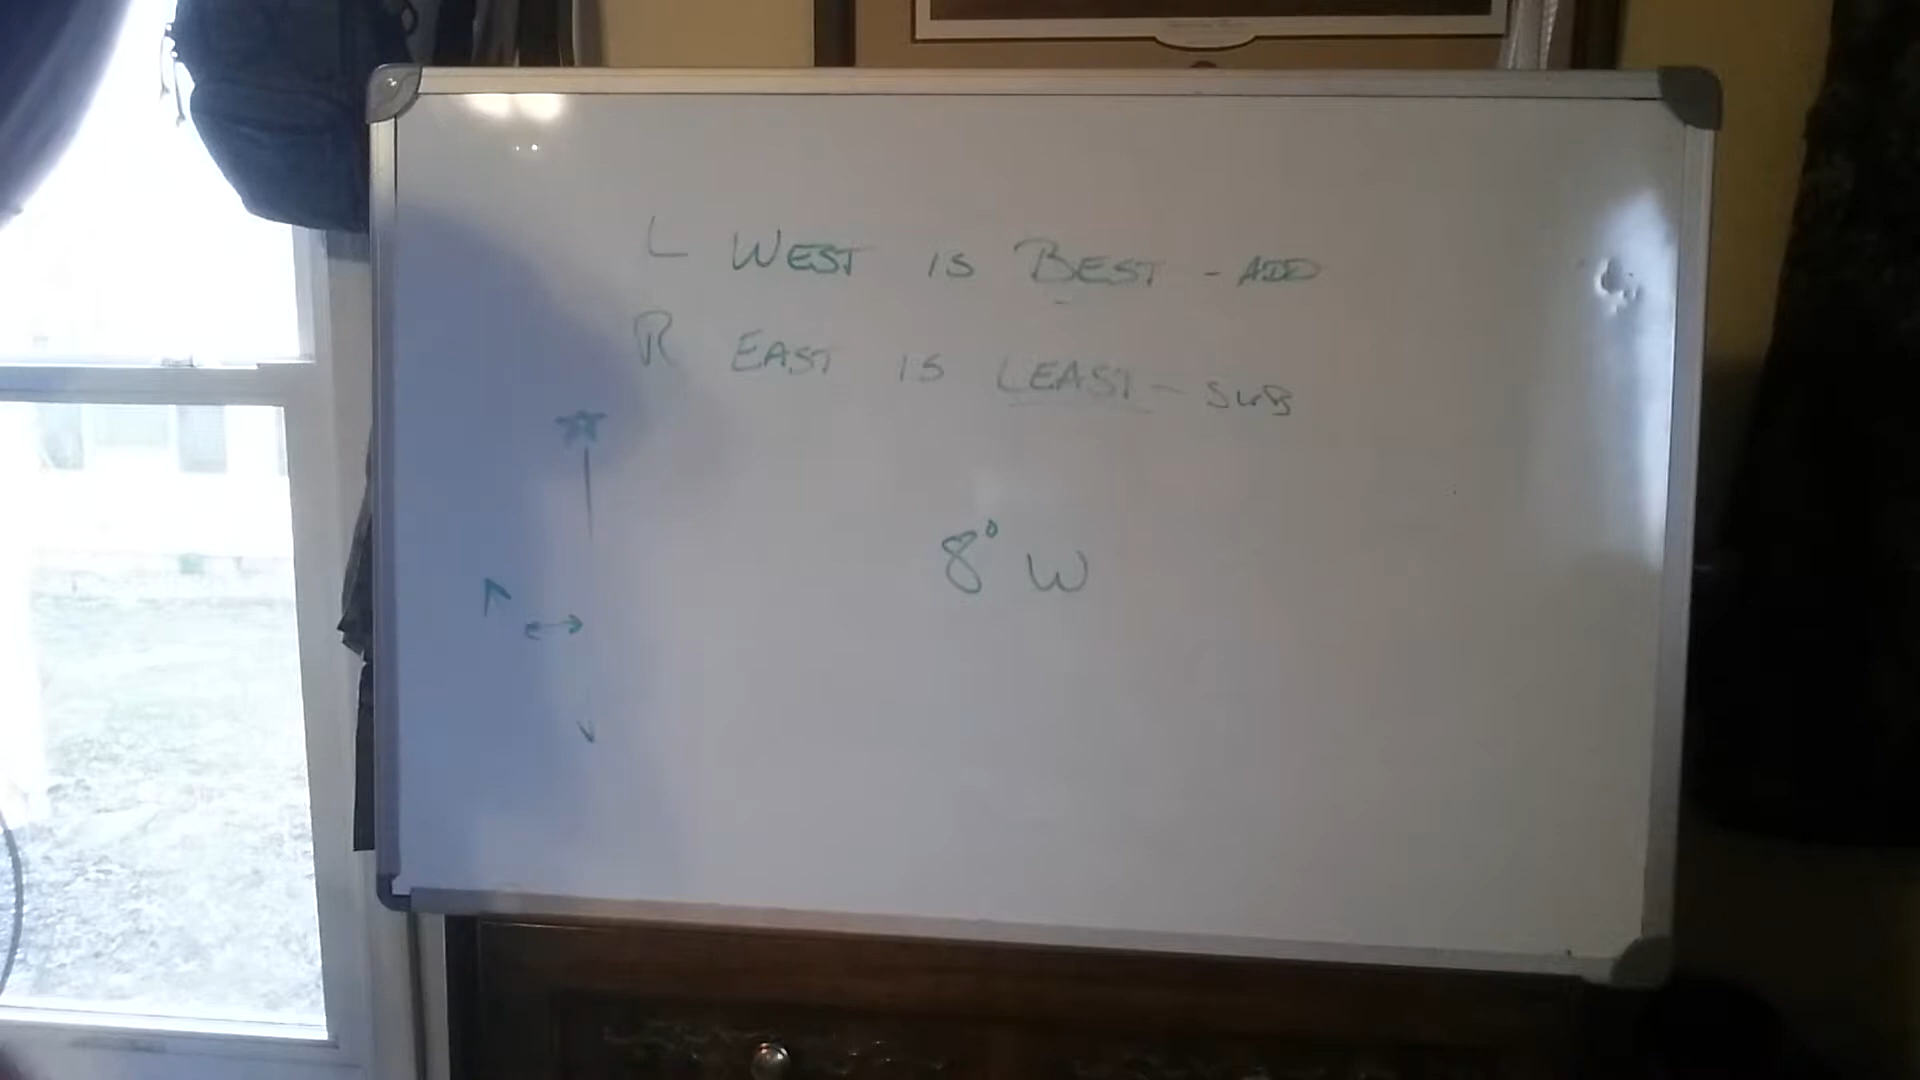 L WEST IS BEST - ADD
R EAST IS LEAST - SUB
8° W